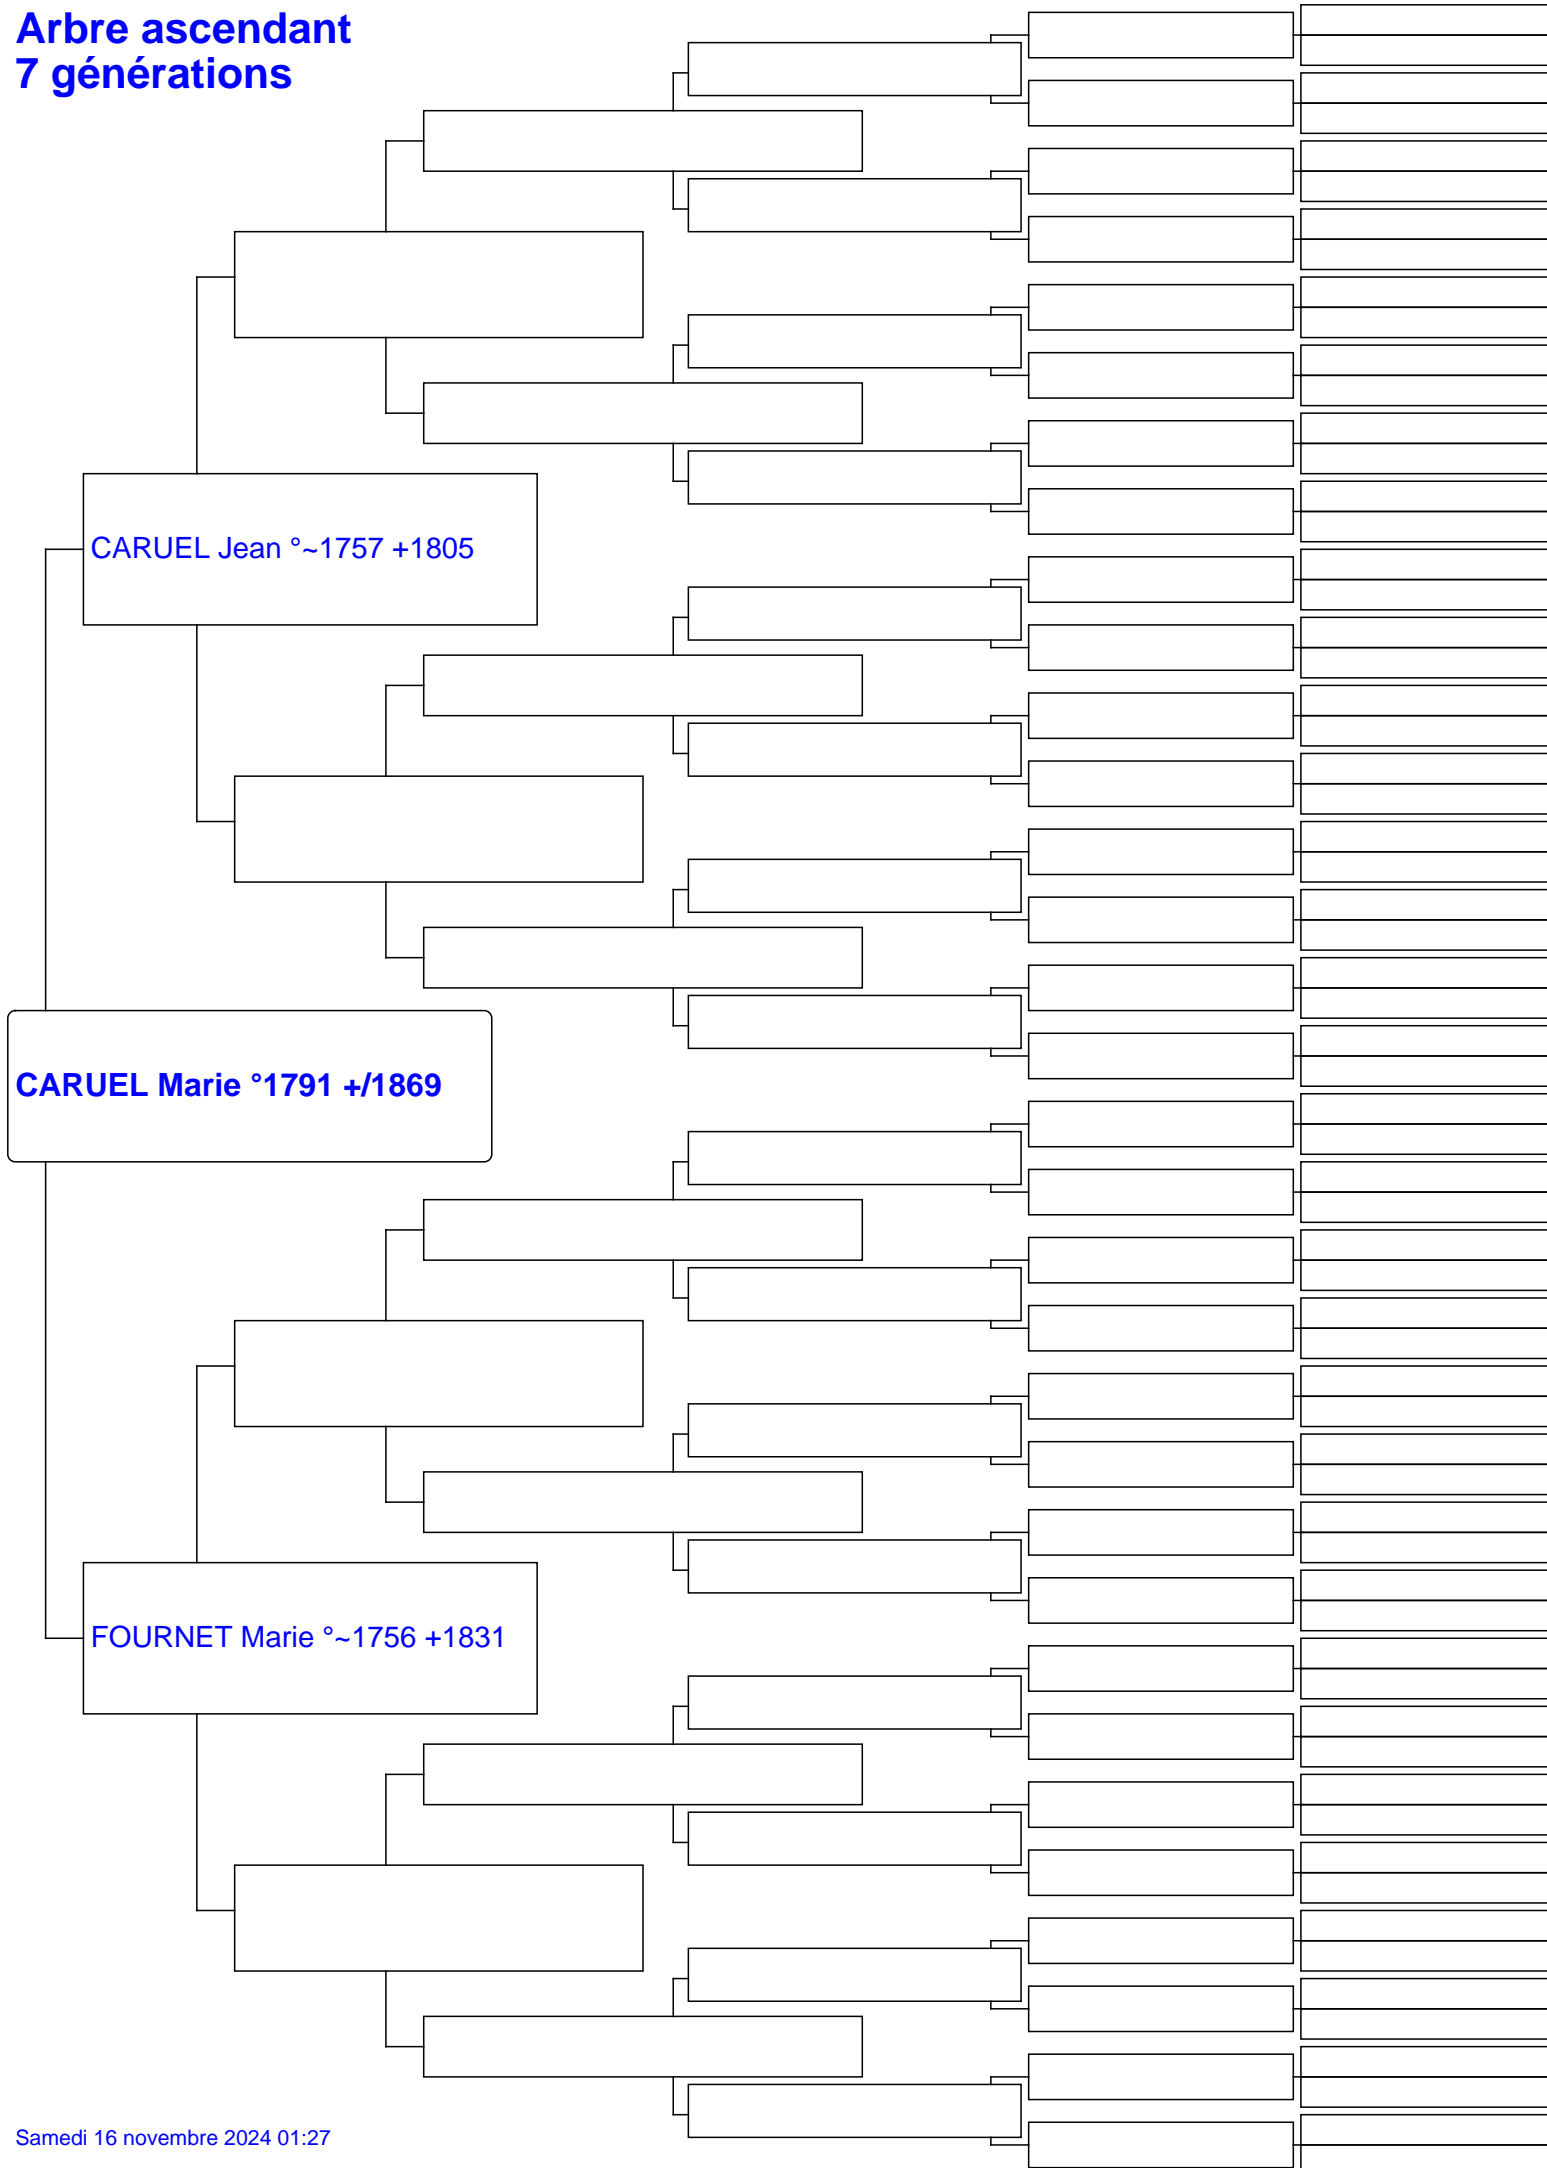 Arbre ascendant
7 générations
CARUEL Jean °~1757 +1805
CARUEL Marie °1791 +/1869
FOURNET Marie °~1756 +1831
Samedi 16 novembre 2024 01:27